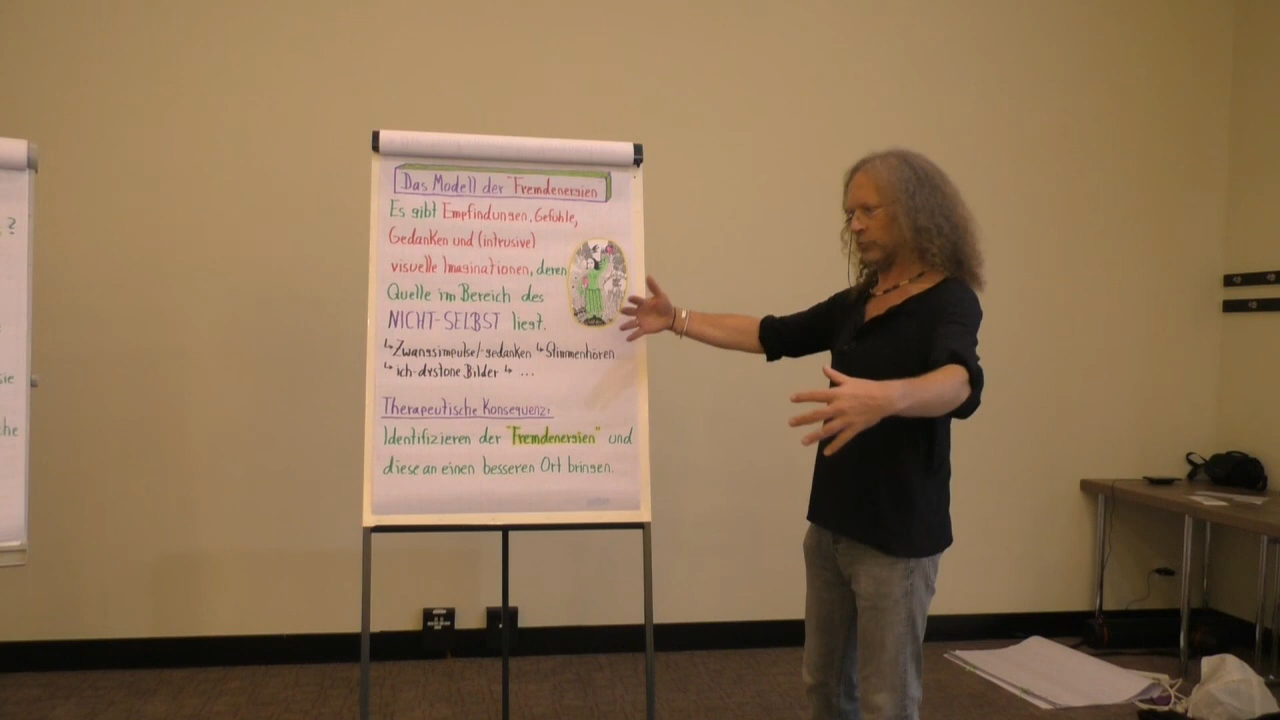 Das Modell der "Fremdenergien
Es gibt Empfindungen, Gefühle,
Gedanken und (intrusive)
visuelle Imaginationen, deren
Quelle im Bereich des
NICHT-SELBST liegt.
↳ Zwangsimpulse/-gedanken ↳ Stimmenhören
↳ ich-dystone Bilder ↳ ...
Therapeutische Konsequenz:
Identifizieren der "Fremdenergien" und
diese an einen besseren Ort bringen.
?
sie
che